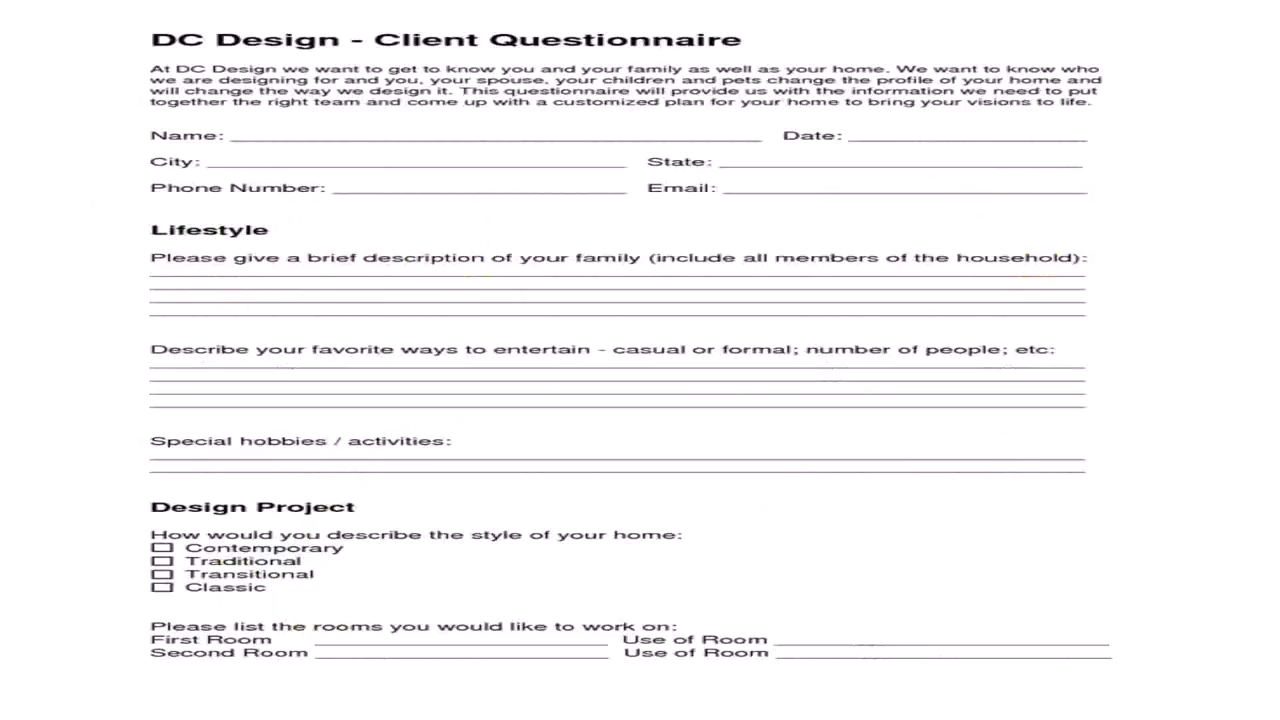 DC Design - Client Questionnaire
At DC Design we want to get to know you and your family as well as your home. We want to know who
we are designing for and you, your spouse, your children and pets change the profile of your home and
will change the way we design it. This questionnaire will provide us with the information we need to put
together the right team and come up with a customized plan for your home to bring your visions to life.
Name: Date:
City: State:
Phone Number: Email:
Lifestyle
Please give a brief description of your family (include all members of the household):
Describe your favorite ways to entertain - casual or formal; number of people; etc:
Special hobbies / activities:
Design Project
How would you describe the style of your home:
Contemporary
Traditional
Transitional
Classic
Please list the rooms you would like to work on:
First Room Use of Room
Second Room Use of Room